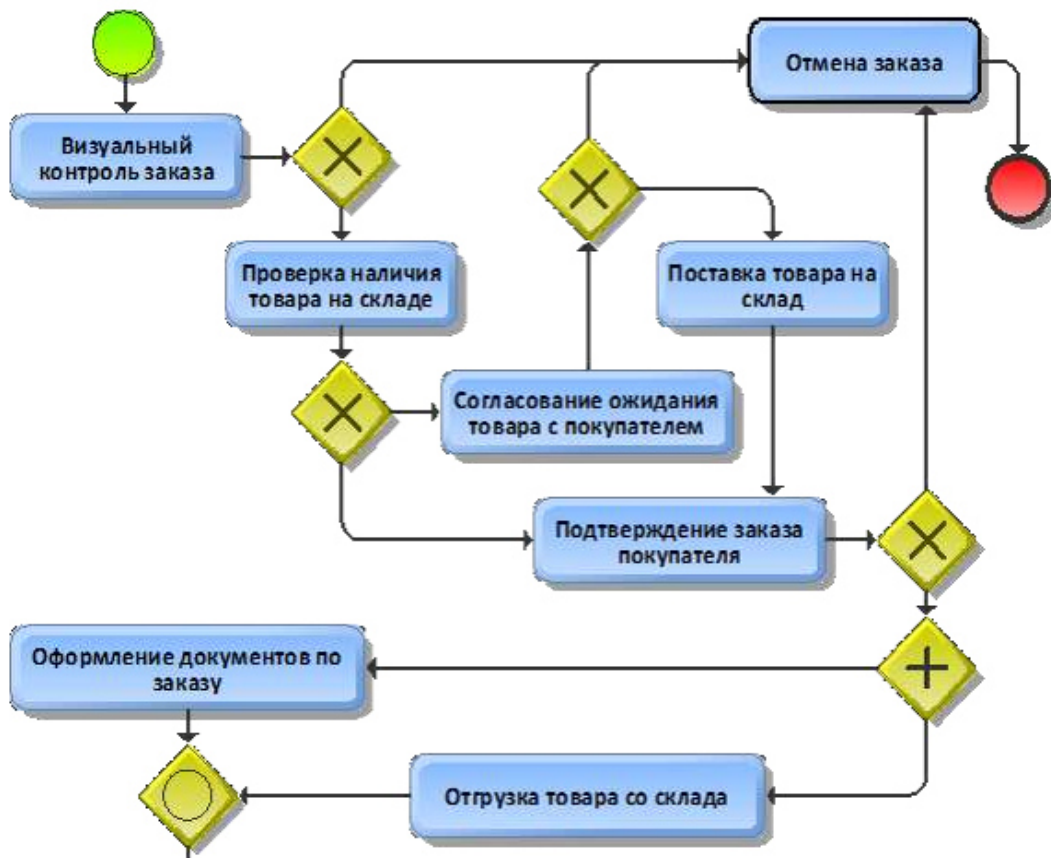 Отмена заказа
Визуальный
контроль заказа
Проверка наличия
товара на складе
Поставка товара на
склад
Согласование ожидания
товара с покупателем
Подтверждение заказа
покупателя
Оформление документов по
заказу
Отгрузка товара со склада